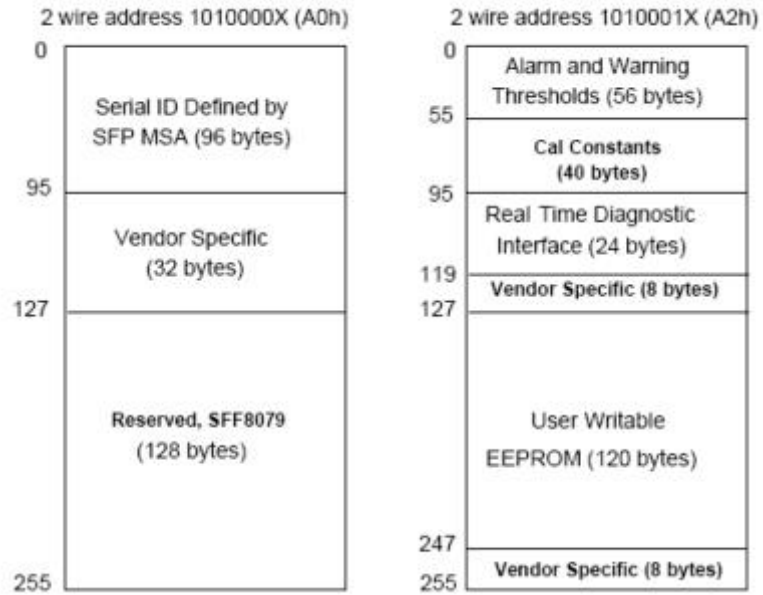 2 wire address 1010000X (A0h)
0
Serial ID Defined by
SFP MSA (96 bytes)
95
Vendor Specific
(32 bytes)
127
Reserved, SFF8079
(128 bytes)
255
2 wire address 1010001X (A2h)
0
Alarm and Warning
Thresholds (56 bytes)
55
Cal Constants
(40 bytes)
95
Real Time Diagnostic
Interface (24 bytes)
119
Vendor Specific (8 bytes)
127
User Writable
EEPROM (120 bytes)
247
Vendor Specific (8 bytes)
255